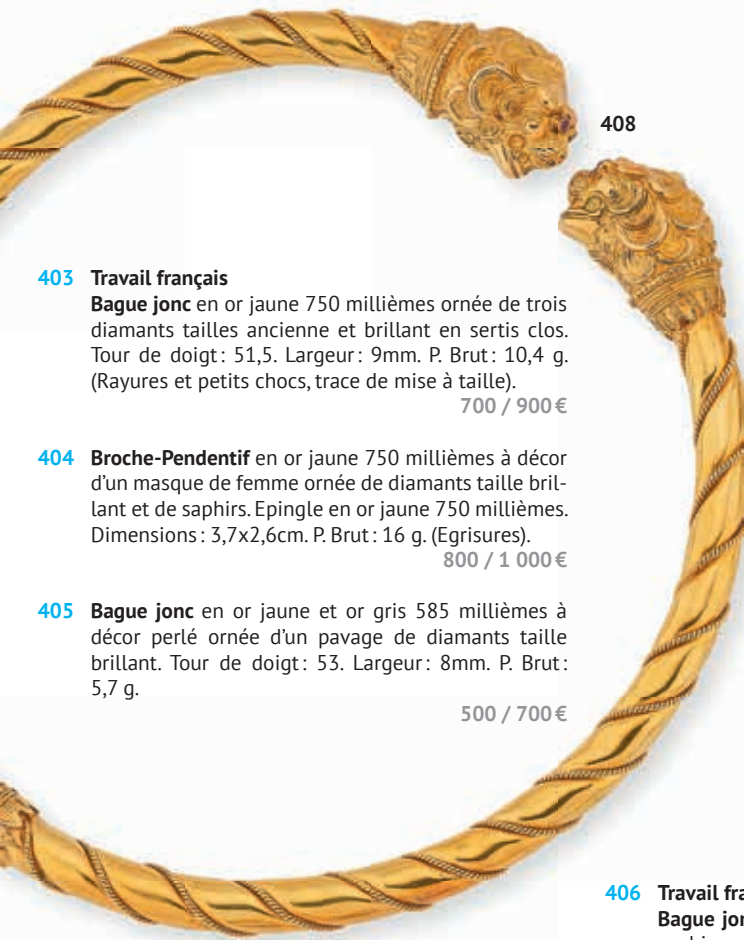 408
403 Travail français
Bague jonc en or jaune 750 millièmes ornée de trois
diamants tailles ancienne et brillant en sertis clos.
Tour de doigt : 51,5. Largeur : 9mm. P. Brut : 10,4 g.
(Rayures et petits chocs, trace de mise à taille).
700 / 900 €
404 Broche-Pendentif en or jaune 750 millièmes à décor
d’un masque de femme ornée de diamants taille bril-
lant et de saphirs. Epingle en or jaune 750 millièmes.
Dimensions : 3,7x2,6cm. P. Brut : 16 g. (Egrisures).
800 / 1 000 €
405 Bague jonc en or jaune et or gris 585 millièmes à
décor perlé ornée d’un pavage de diamants taille
brillant. Tour de doigt : 53. Largeur : 8mm. P. Brut :
5,7 g.
500 / 700 €
406 Travail fra
Bague jon